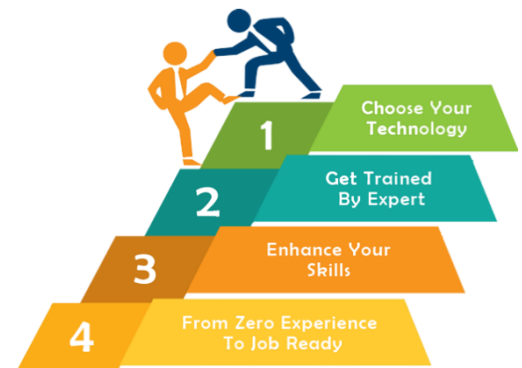 1
Choose Your
Technology
2
Get Trained
By Expert
3
Enhance Your
Skills
4
From Zero Experience
To Job Ready